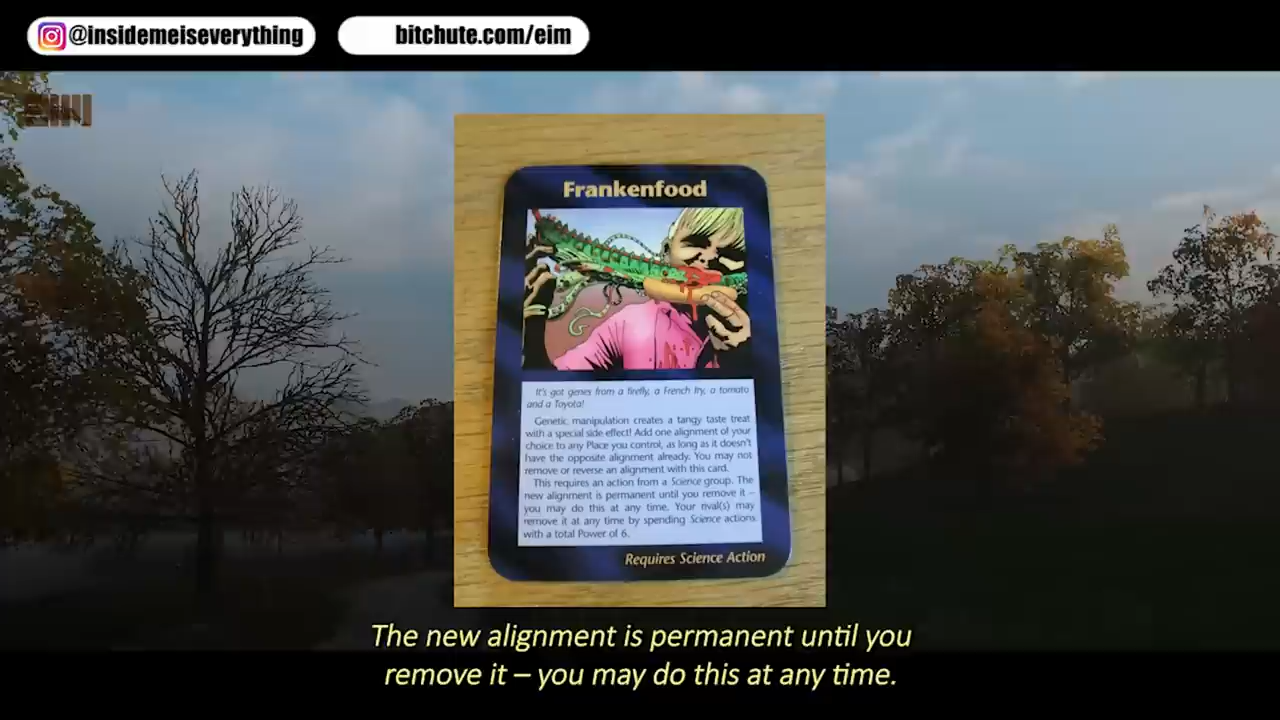 @insidemeiseverything
bitchute.com/eim
EIM
Frankenfood
It's got genes from a firefly, a French fry, a tomato
and a Toyota!
Genetic manipulation creates a tangy taste treat
with a special side effect! Add one alignment of your
choice to any Place you control, as long as it doesn't
have the opposite alignment already. You may not
remove or reverse an alignment with this card.
This requires an action from a Science group. The
new alignment is permanent until you remove it –
you may do this at any time. Your rival(s) may
remove it at any time by spending Science actions
with a total Power of 6.
Requires Science Action
The new alignment is permanent until you
remove it – you may do this at any time.